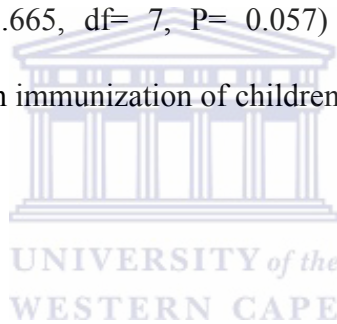 .665, df= 7, P= 0.057)
immunization of children
UNIVERSITY of the
WESTERN CAPE